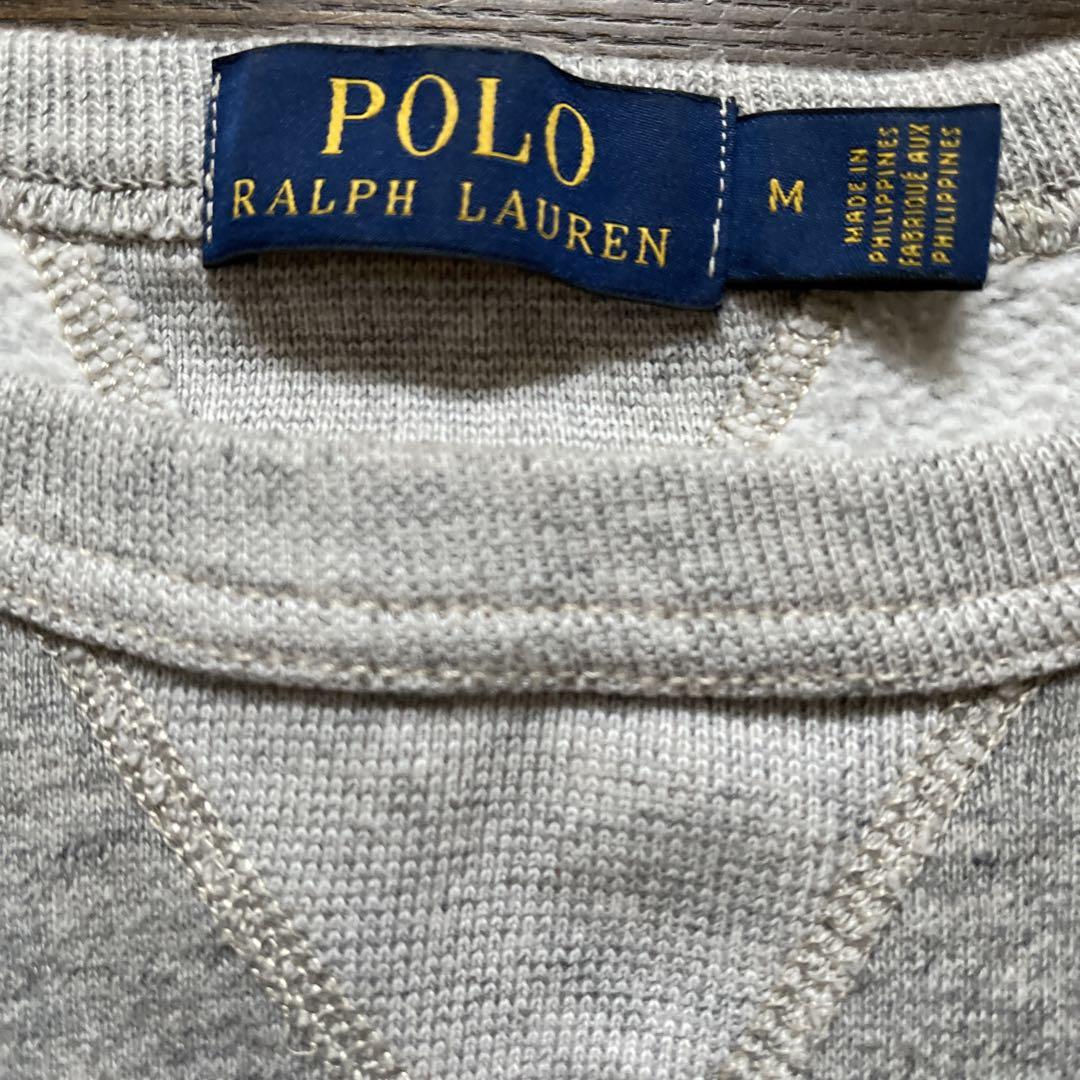 POLO
RALPH LAUREN
M
MADE IN
PHILIPPINES
FABRIQUÉ AUX
PHILIPPINES